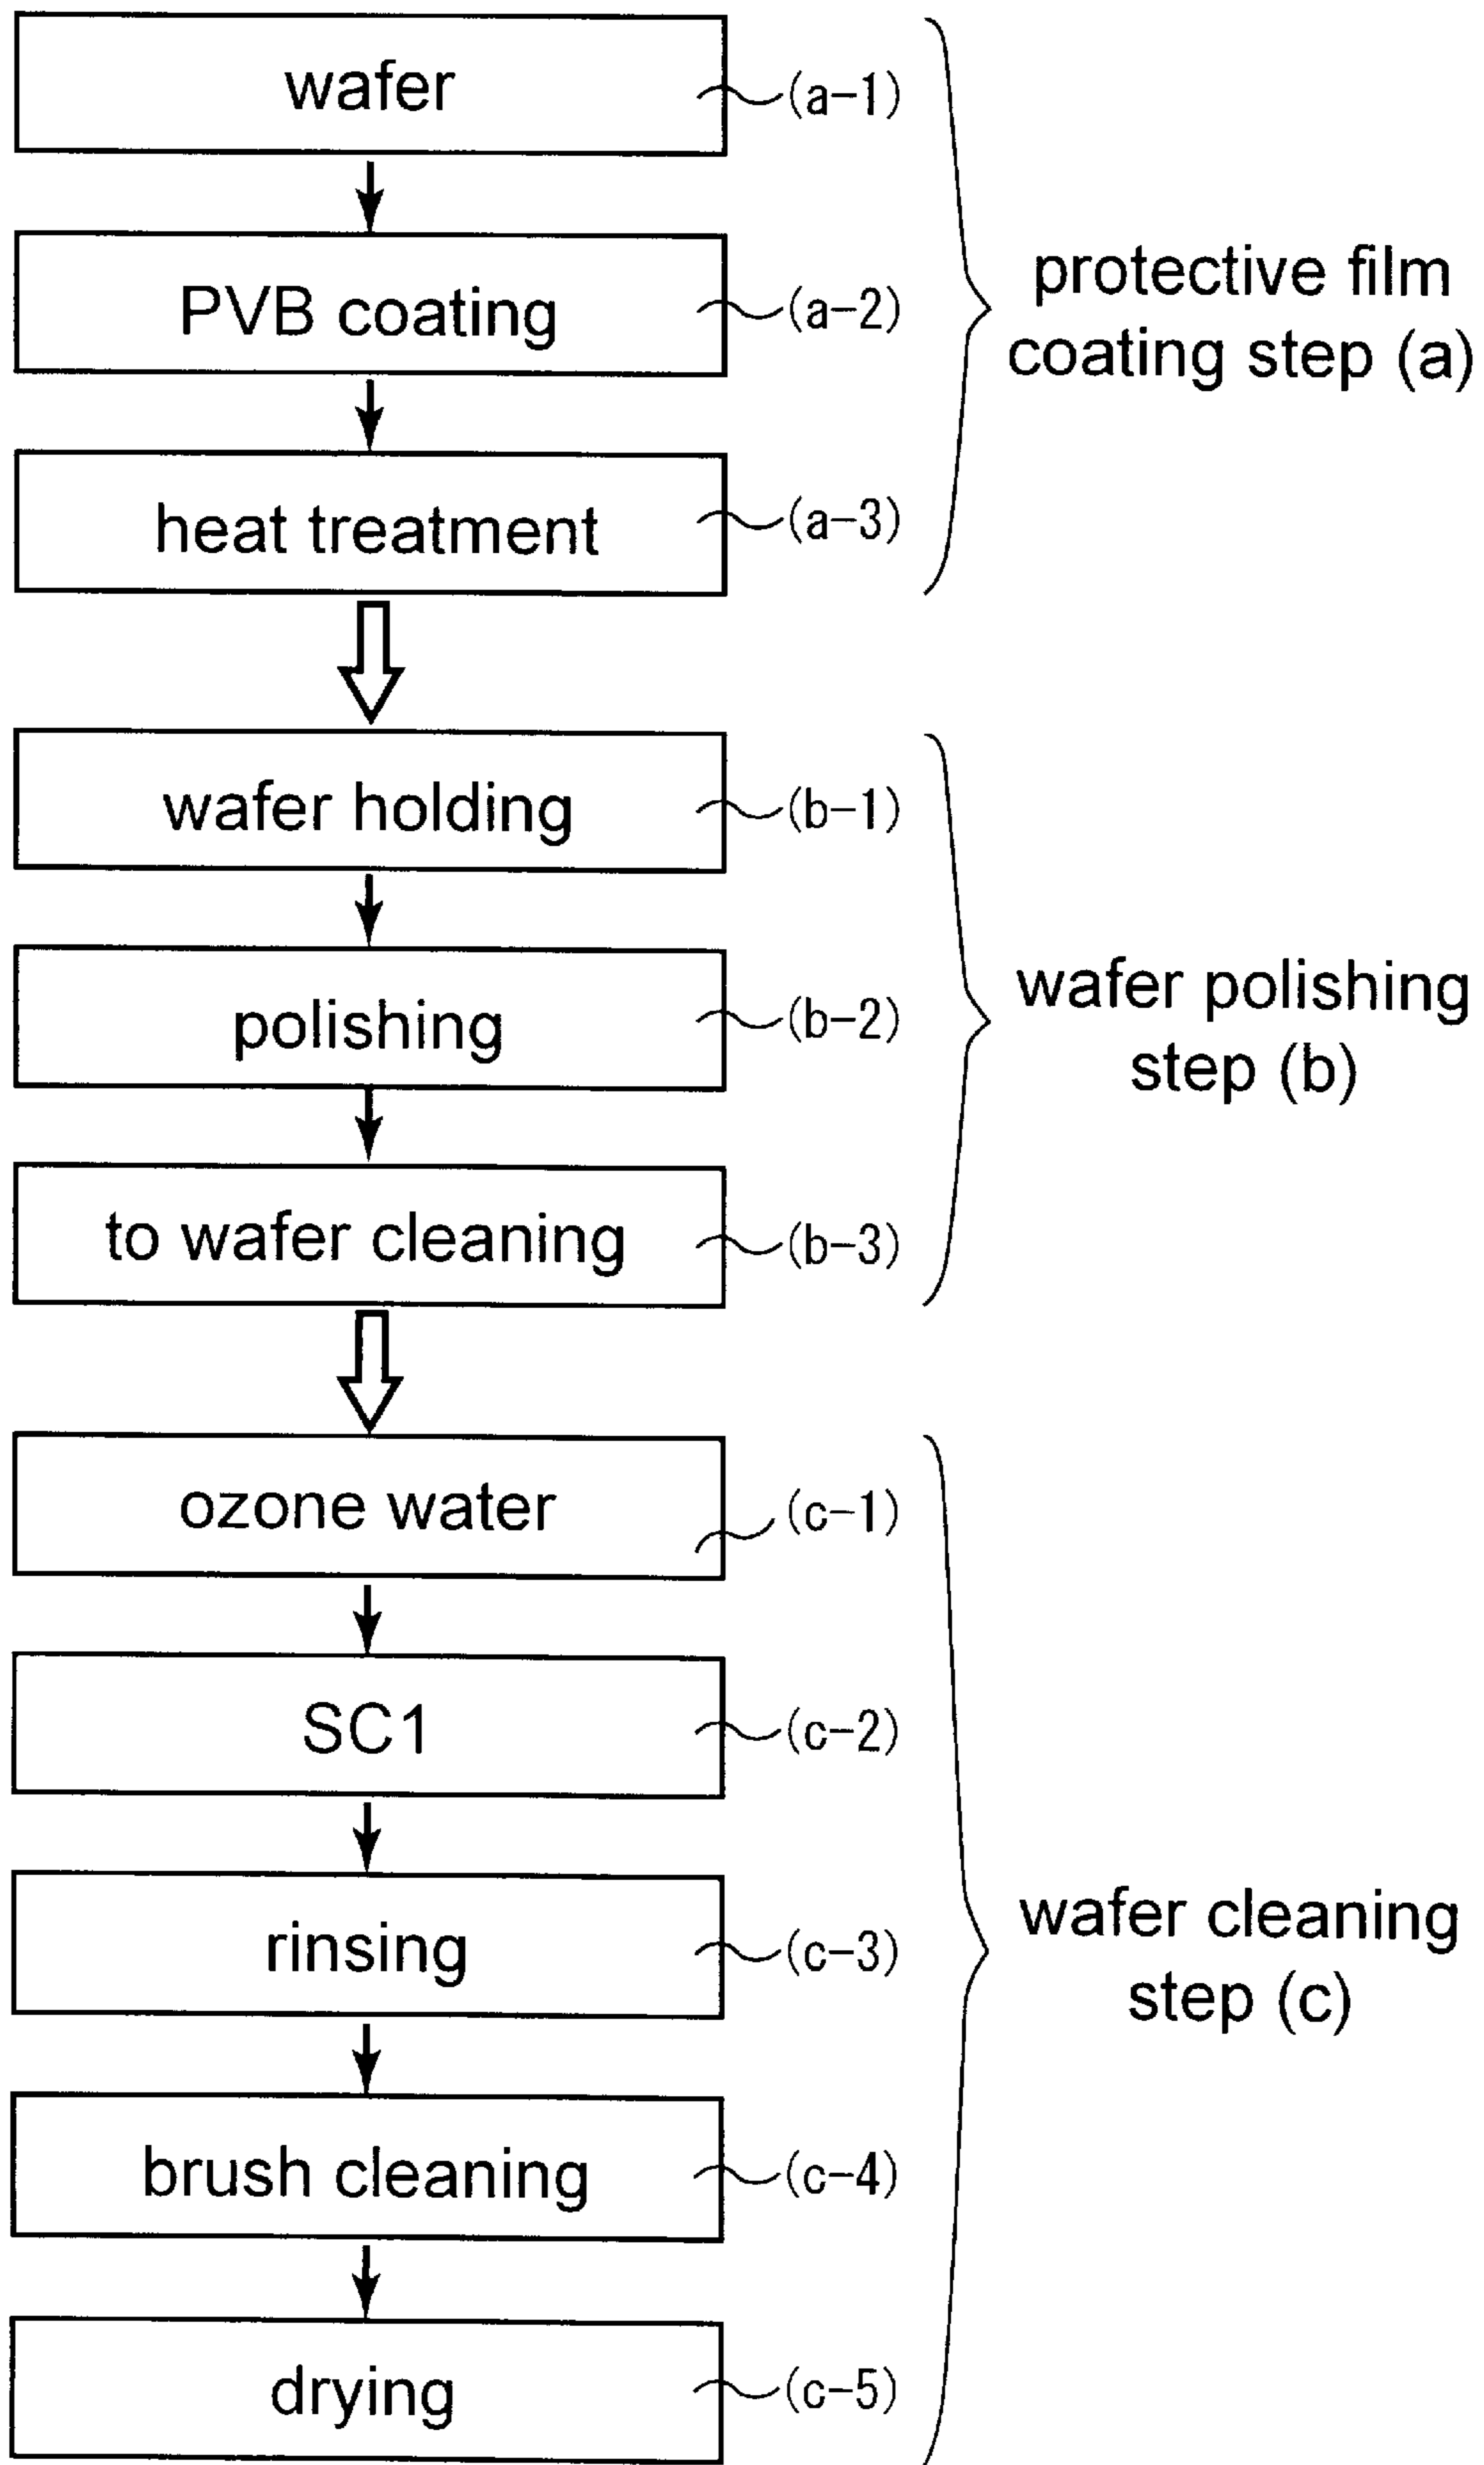 wafer
(a-1)
PVB coating
(a-2)
heat treatment
(a-3)
protective film
coating step (a)
wafer holding
(b-1)
polishing
(b-2)
to wafer cleaning
(b-3)
wafer polishing
step (b)
ozone water
(c-1)
SC1
(c-2)
rinsing
(c-3)
brush cleaning
(c-4)
drying
(c-5)
wafer cleaning
step (c)